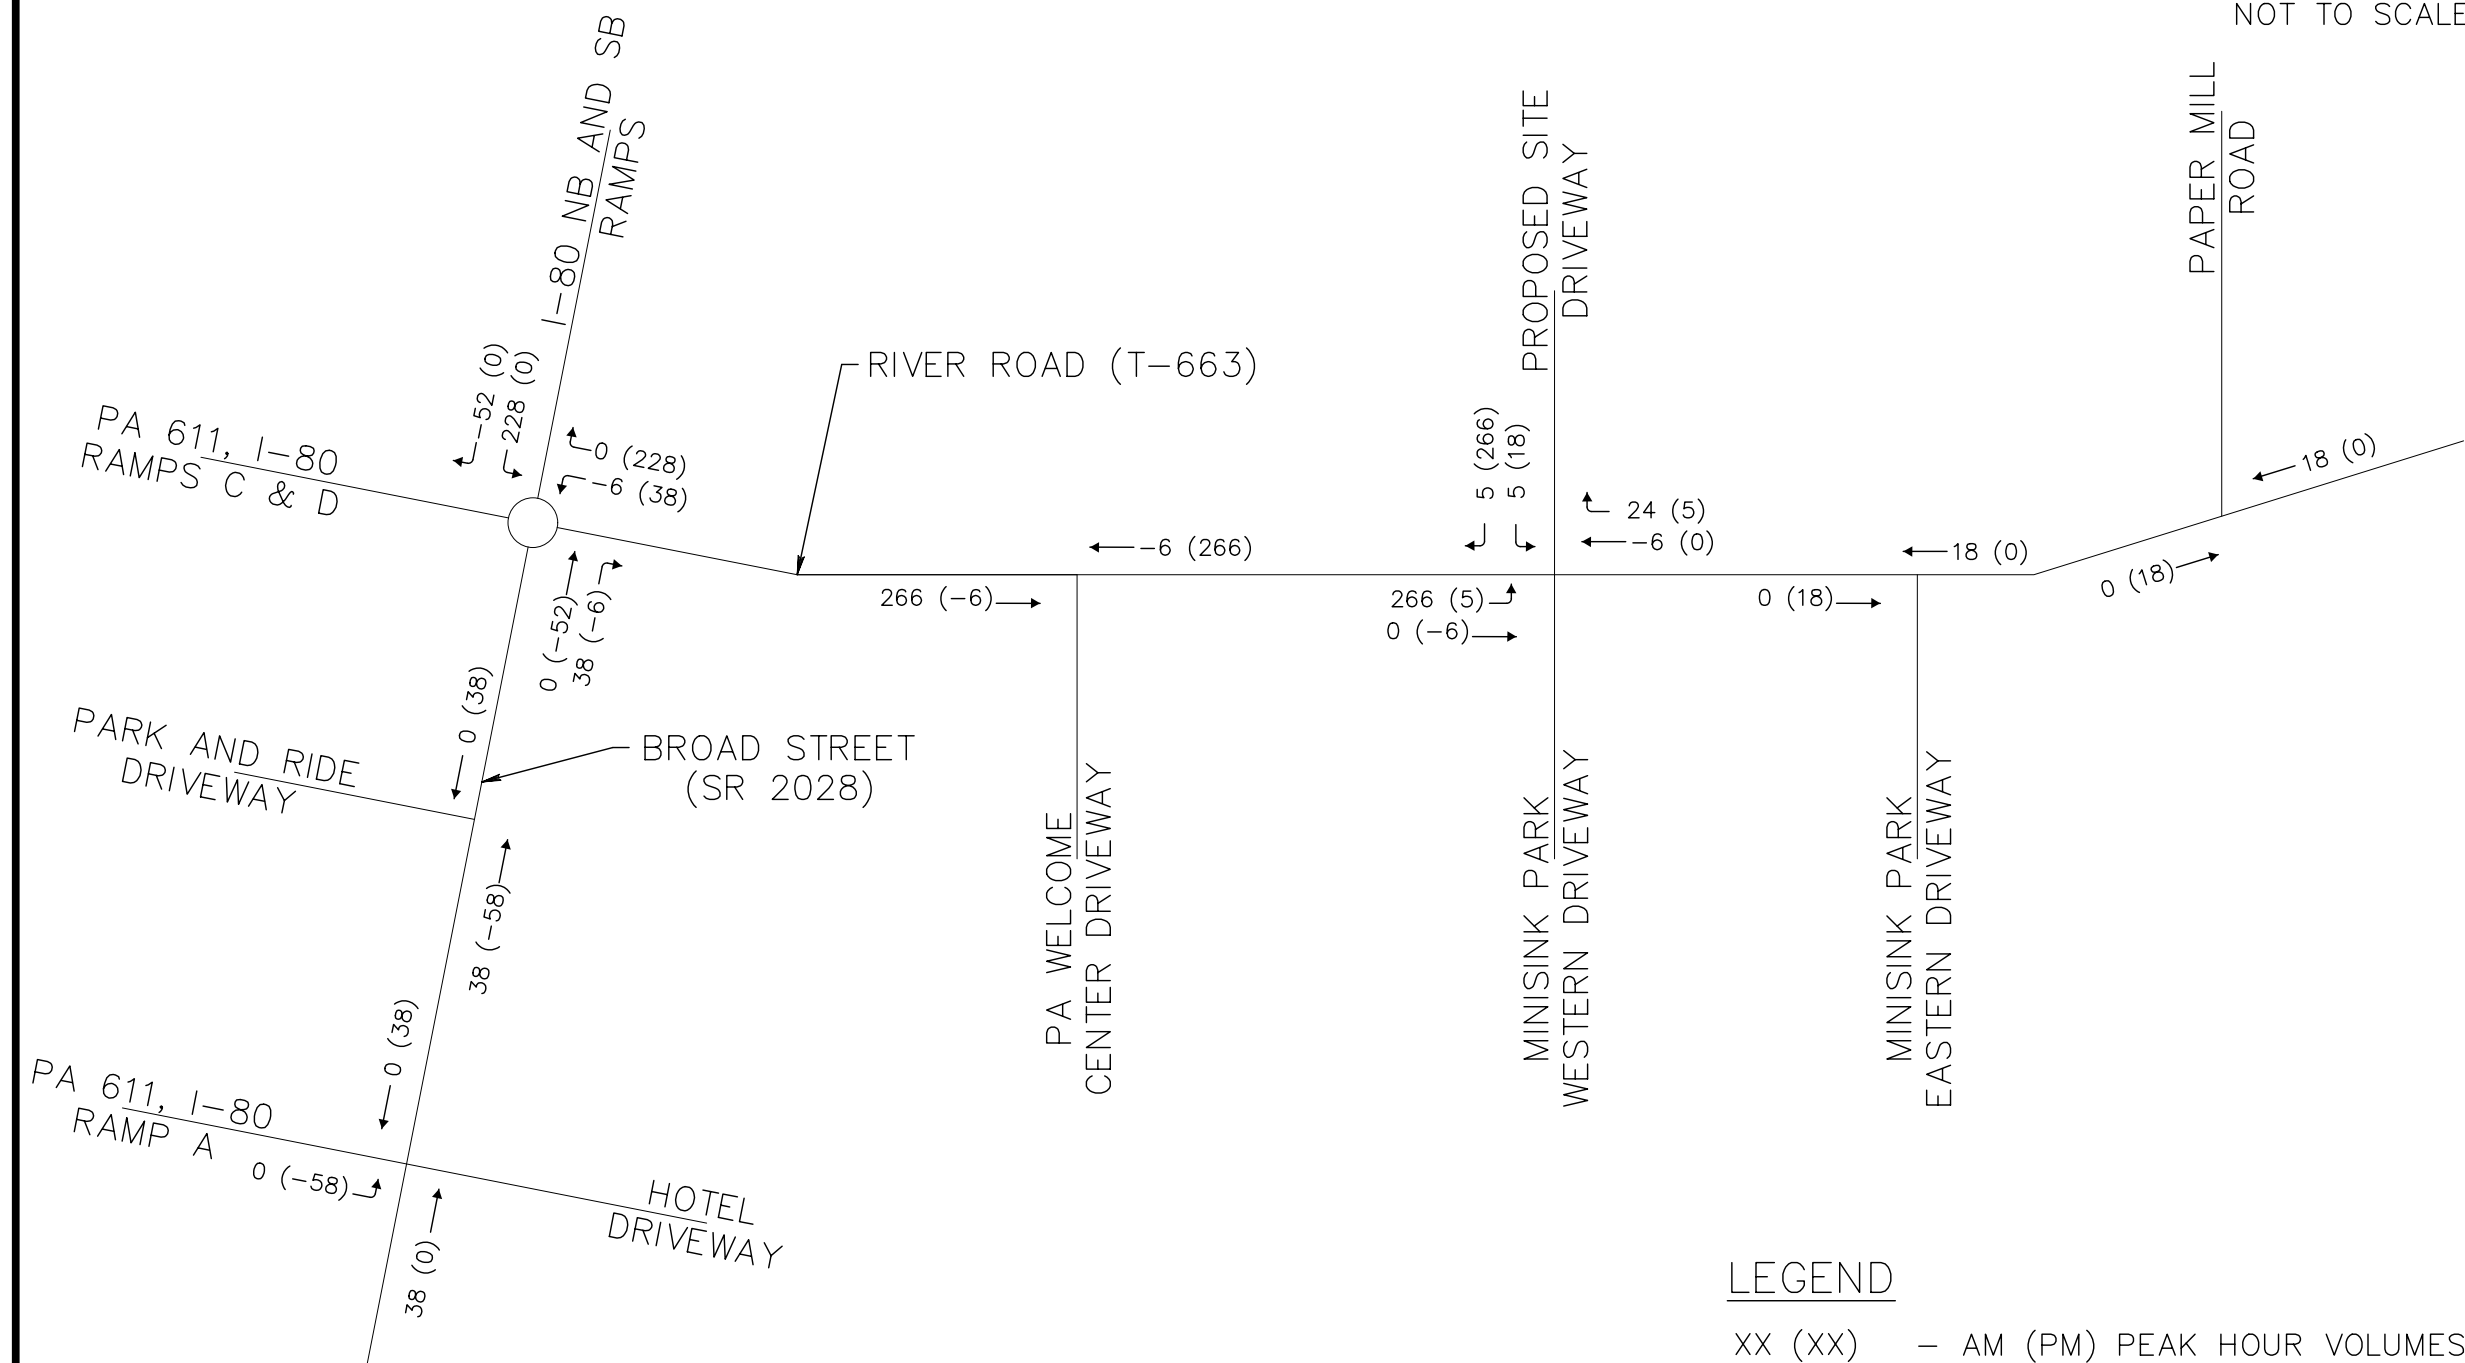 NOT TO SCALE
I-80 NB AND SB
RAMPS
PROPOSED SITE
DRIVEWAY
PAPER MILL
ROAD
-52 (0)
228 (0)
RIVER ROAD (T-663)
PA 611, I-80
RAMPS C & D
0 (228)
-6 (38)
5 (266)
5 (18)
24 (5)
-6 (0)
18 (0)
-6 (266)
18 (0)
266 (-6)
266 (5)
0 (-6)
0 (18)
0 (18)
0 (-52)
38 (-6)
0 (38)
PARK AND RIDE
DRIVEWAY
BROAD STREET
(SR 2028)
PA WELCOME
CENTER DRIVEWAY
MINISINK PARK
WESTERN DRIVEWAY
MINISINK PARK
EASTERN DRIVEWAY
38 (-58)
0 (38)
PA 611, I-80
RAMP A
0 (-58)
HOTEL
DRIVEWAY
38 (0)
LEGEND
XX (XX) - AM (PM) PEAK HOUR VOLUMES